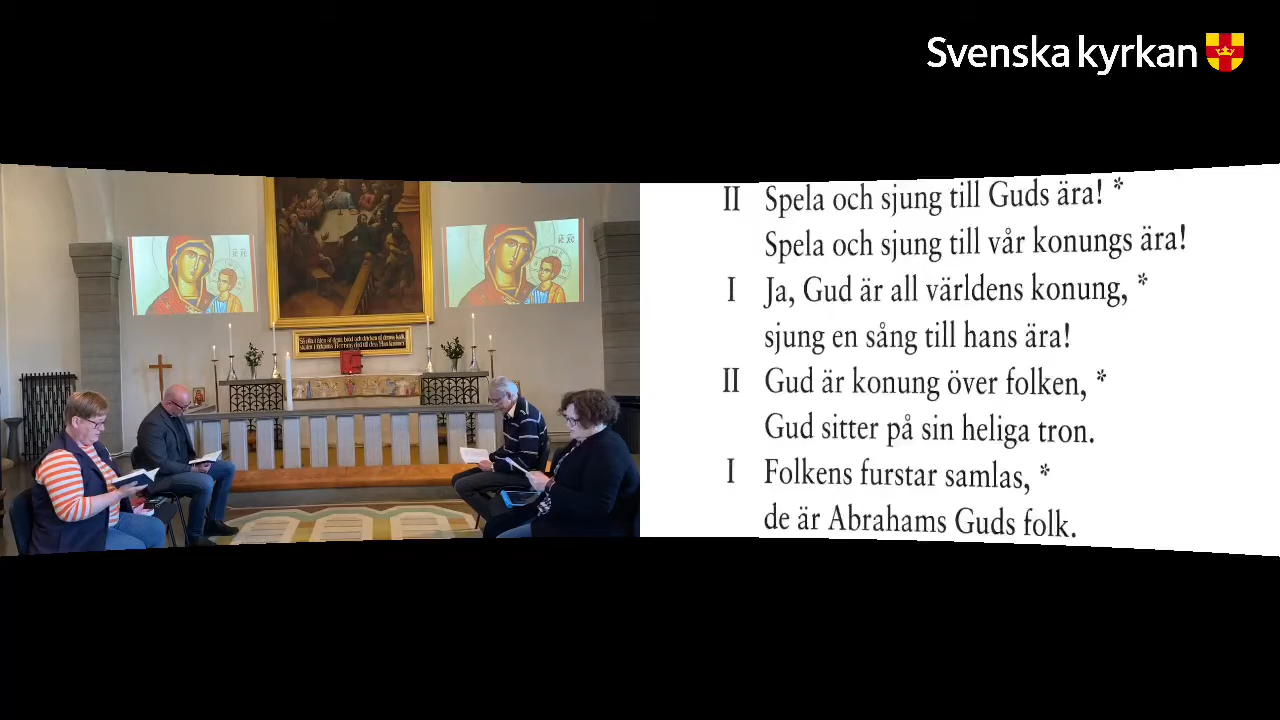 Svenska kyrkan
II Spela och sjung till Guds ära! *
Spela och sjung till vår konungs ära!
I Ja, Gud är all världens konung, *
sjung en sång till hans ära!
II Gud är konung över folken, *
Gud sitter på sin heliga tron.
I Folkens furstar samlas, *
de är Abrahams Guds folk.